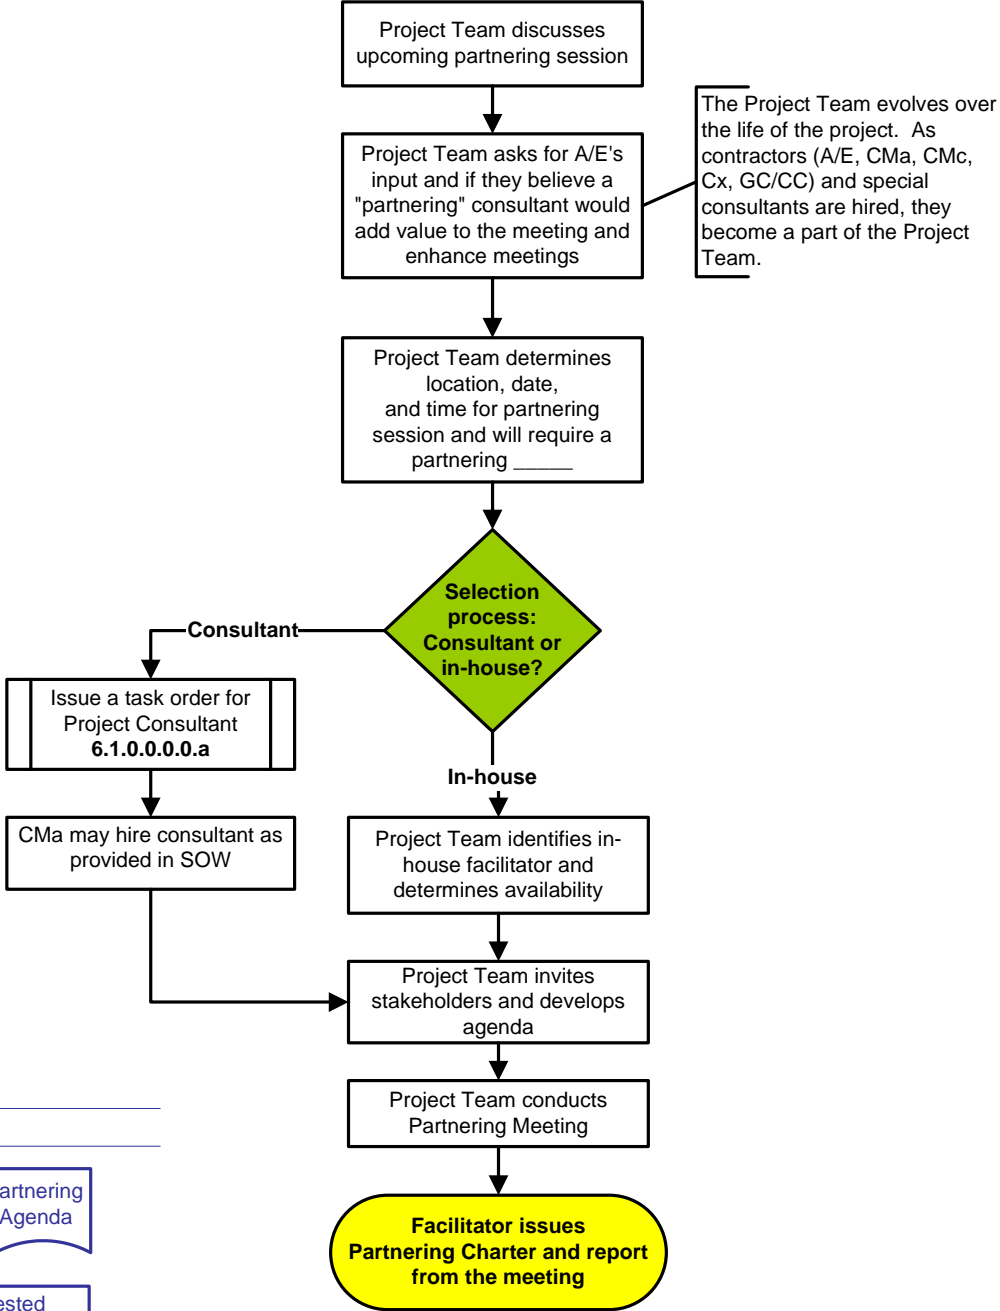 Project Team discusses
upcoming partnering session
Project Team asks for A/E's
input and if they believe a
"partnering" consultant would
add value to the meeting and
enhance meetings
The Project Team evolves over
the life of the project.  As
contractors (A/E, CMa, CMc,
Cx, GC/CC) and special
consultants are hired, they
become a part of the Project
Team.
Project Team determines
location, date,
and time for partnering
session and will require a
partnering _____
Selection
process:
Consultant or
in-house?
Consultant
Issue a task order for
Project Consultant
6.1.0.0.0.0.a
In-house
CMa may hire consultant as
provided in SOW
Project Team identifies in-
house facilitator and
determines availability
Project Team invites
stakeholders and develops
agenda
Project Team conducts
Partnering Meeting
artnering
Agenda
Facilitator issues
Partnering Charter and report
from the meeting
ested